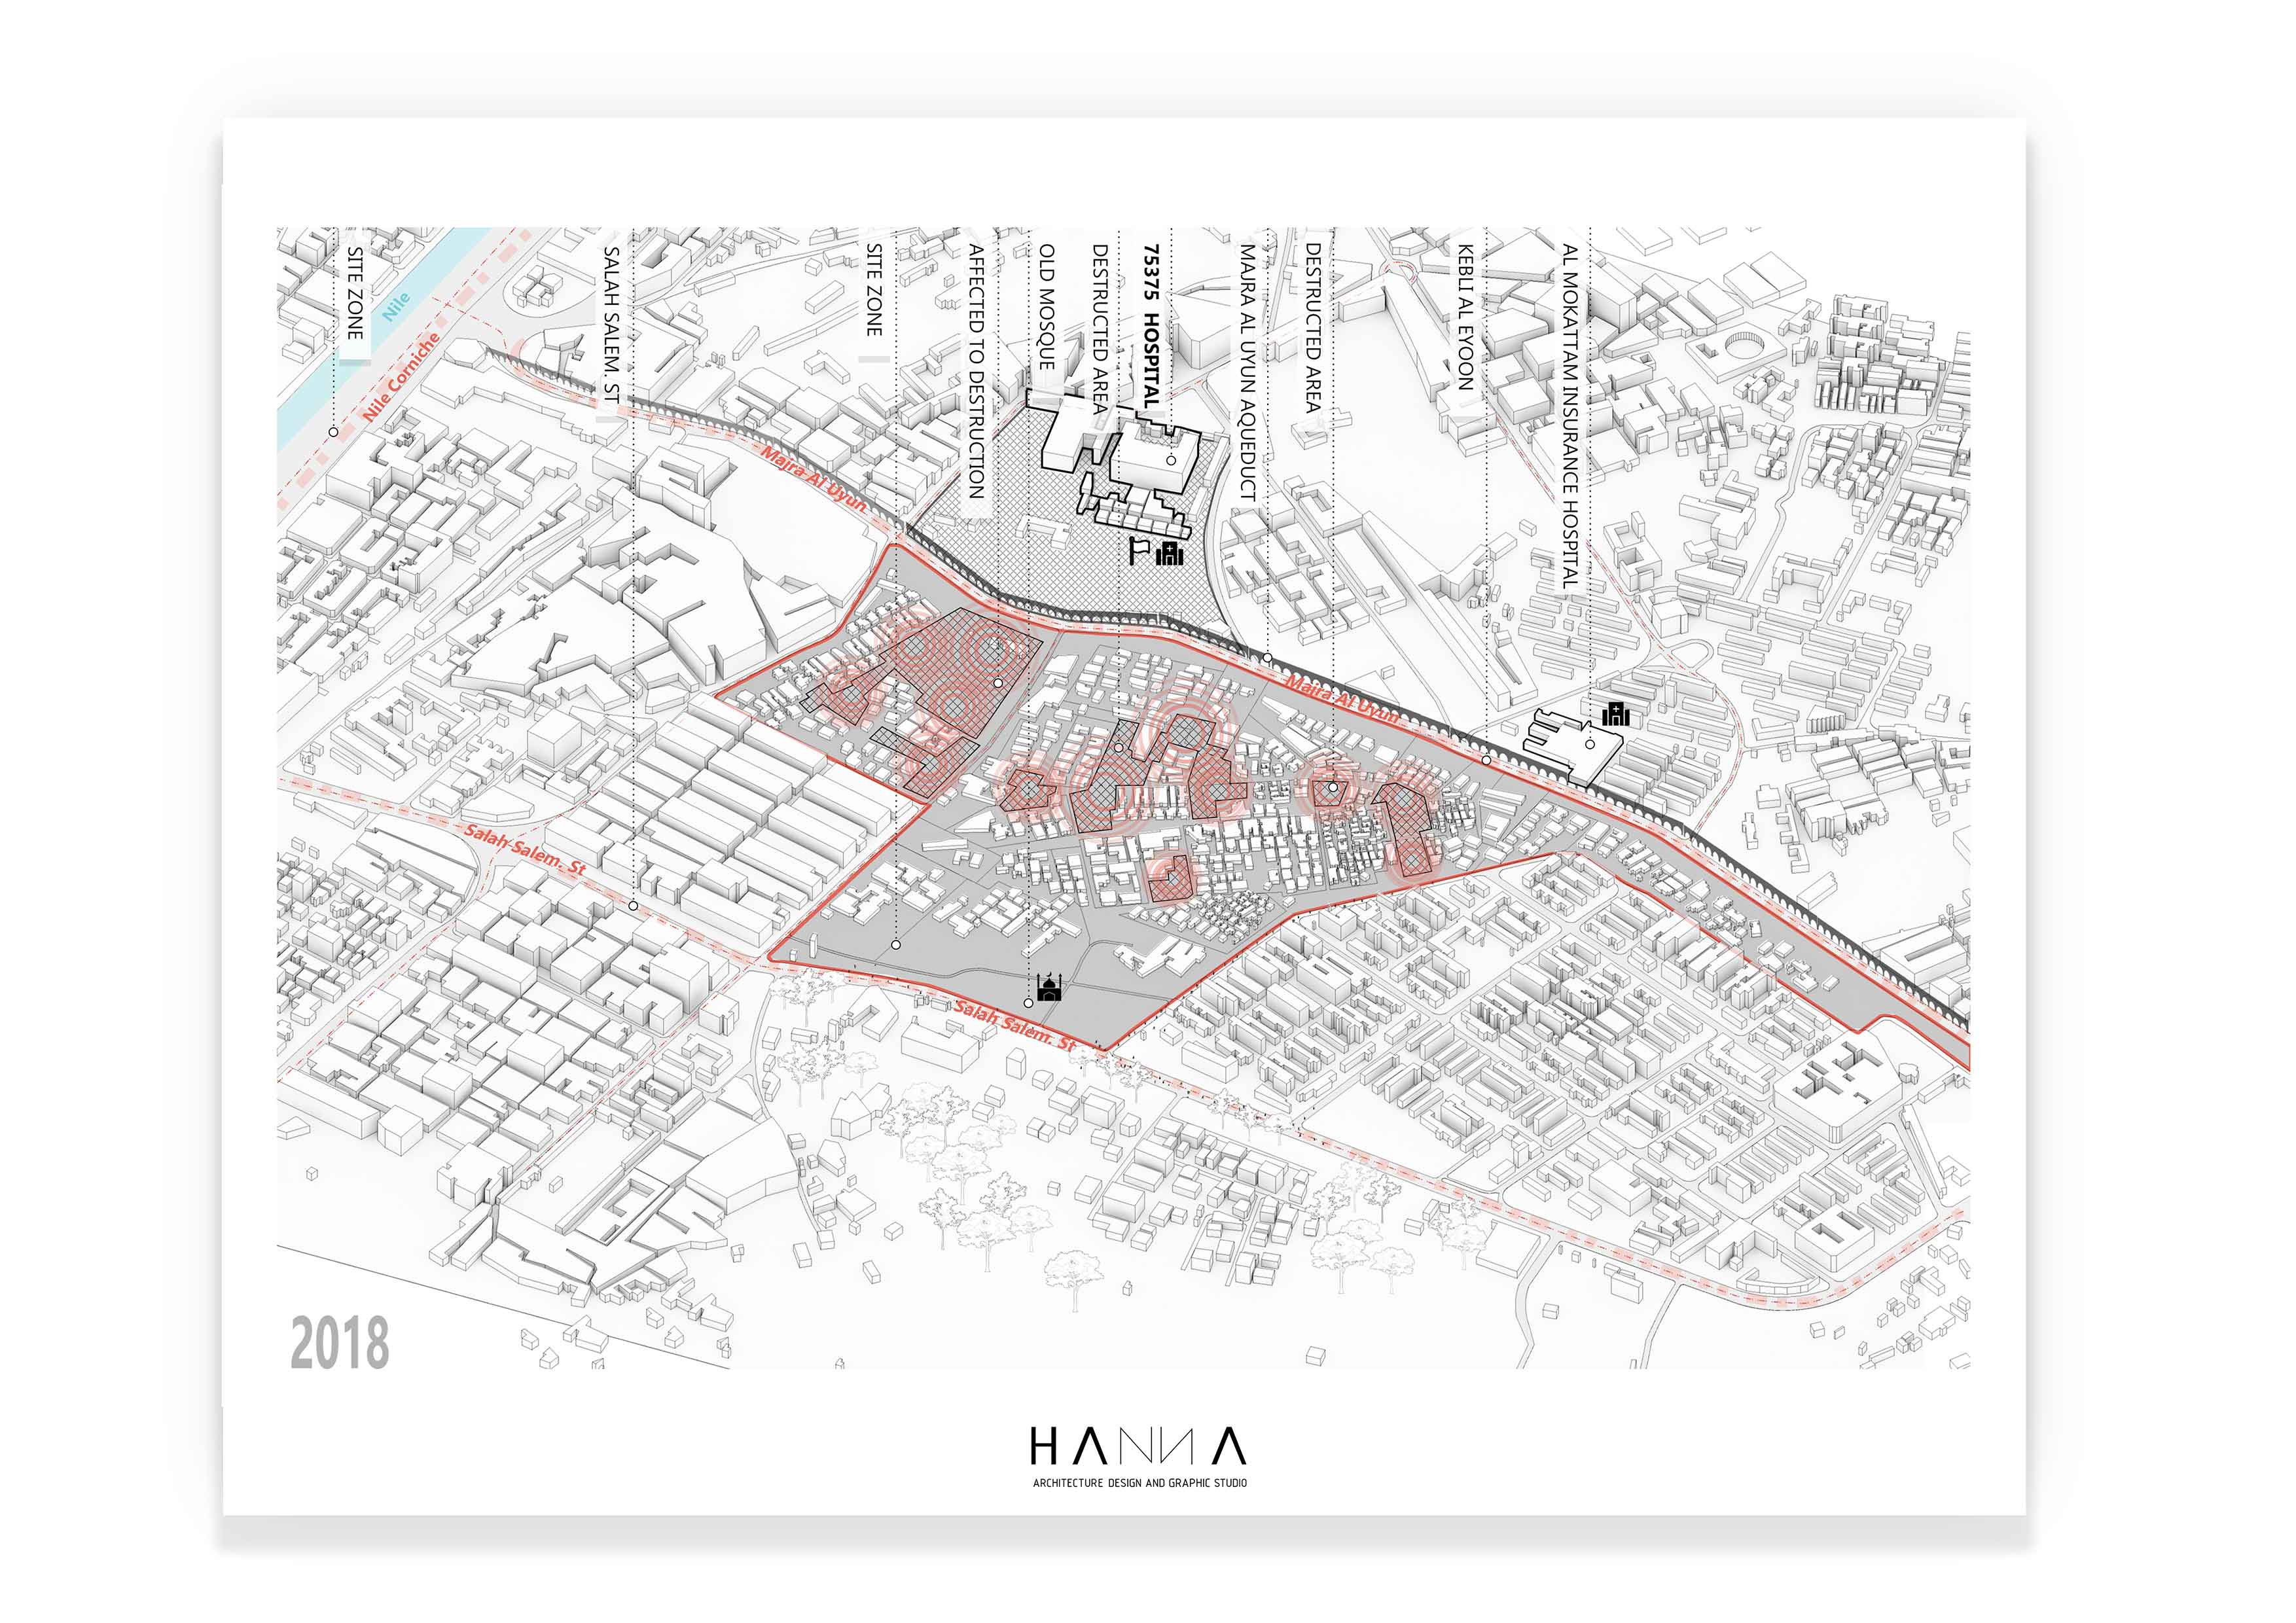 SITE ZONE
SALAH SALEM. ST
SITE ZONE
AFFECTED TO DESTRUCTION
OLD MOSQUE
DESTRUCTED AREA
75375 HOSPITAL
MAJRA AL UYUN AQUEDUCT
DESTRUCTED AREA
KEBLI AL EYOON
AL MOKATTAM INSURANCE HOSPITAL
Nile
Nile Corniche
Majra Al Uyun
Majra Al Uyun
Salah Salem. St
Salah Salem. St
2018
HANNA
ARCHITECTURE DESIGN AND GRAPHIC STUDIO